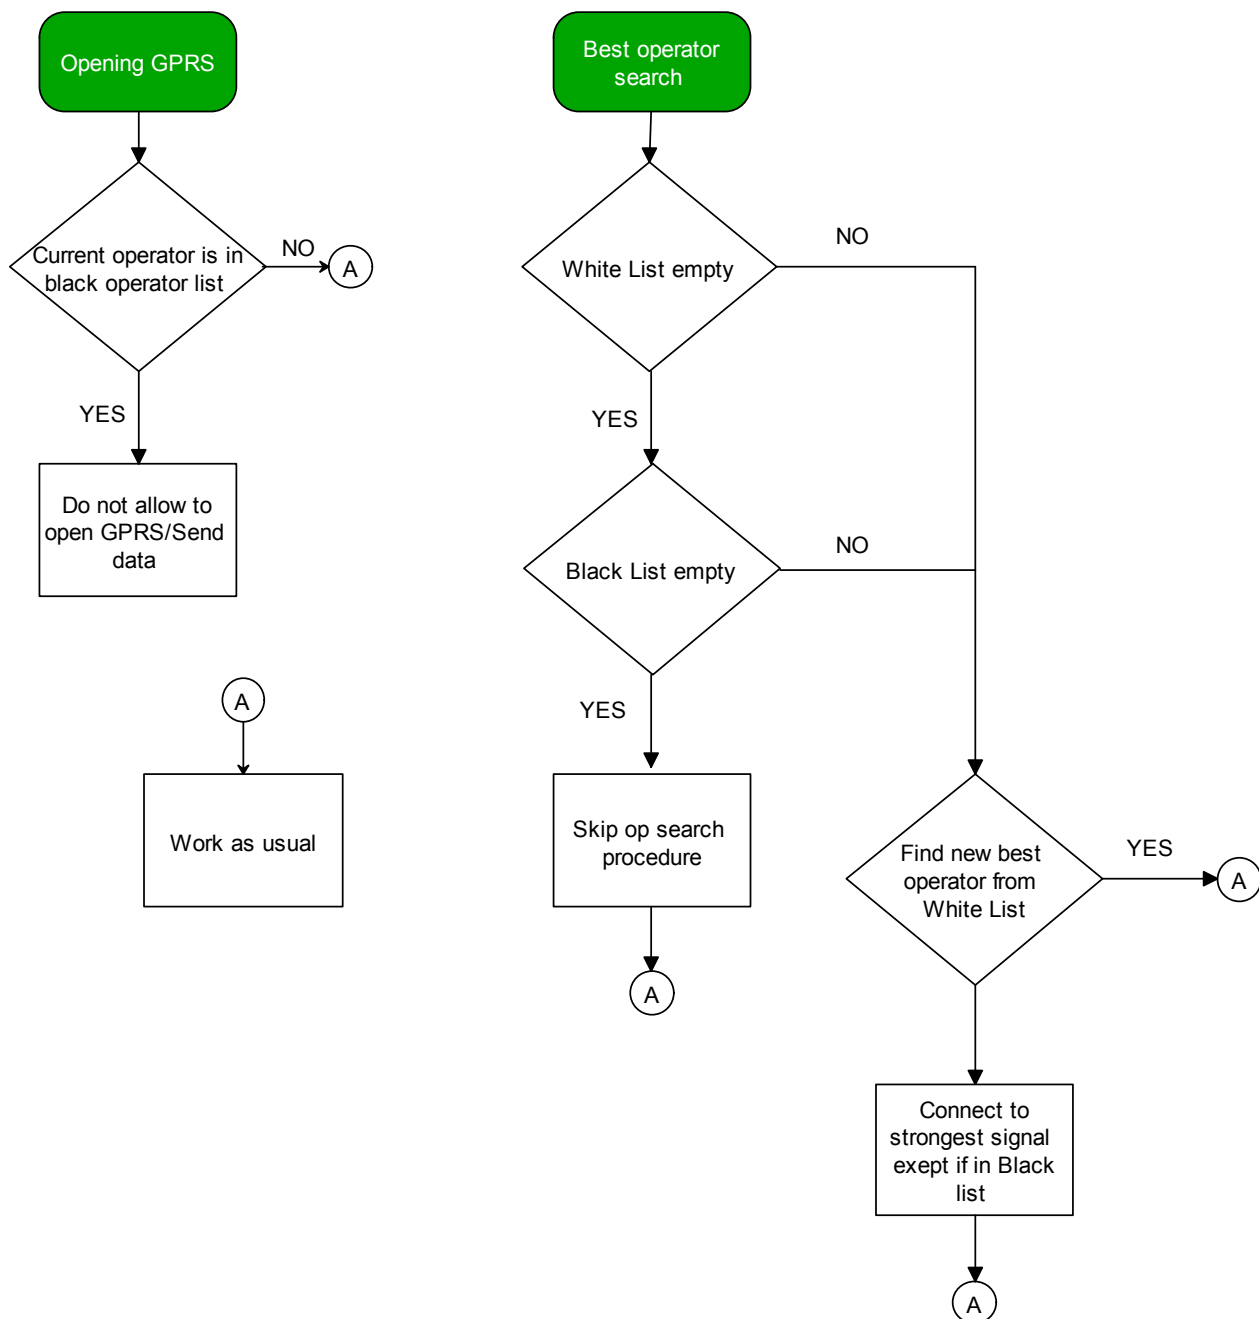 Opening GPRS
Current operator is in
black operator list
NO
A
YES
Do not allow to
open GPRS/Send
data
A
Work as usual
Best operator
search
White List empty
NO
YES
Black List empty
NO
YES
Skip op search
procedure
A
Find new best
operator from
White List
YES
A
Connect to
strongest signal
exept if in Black
list
A